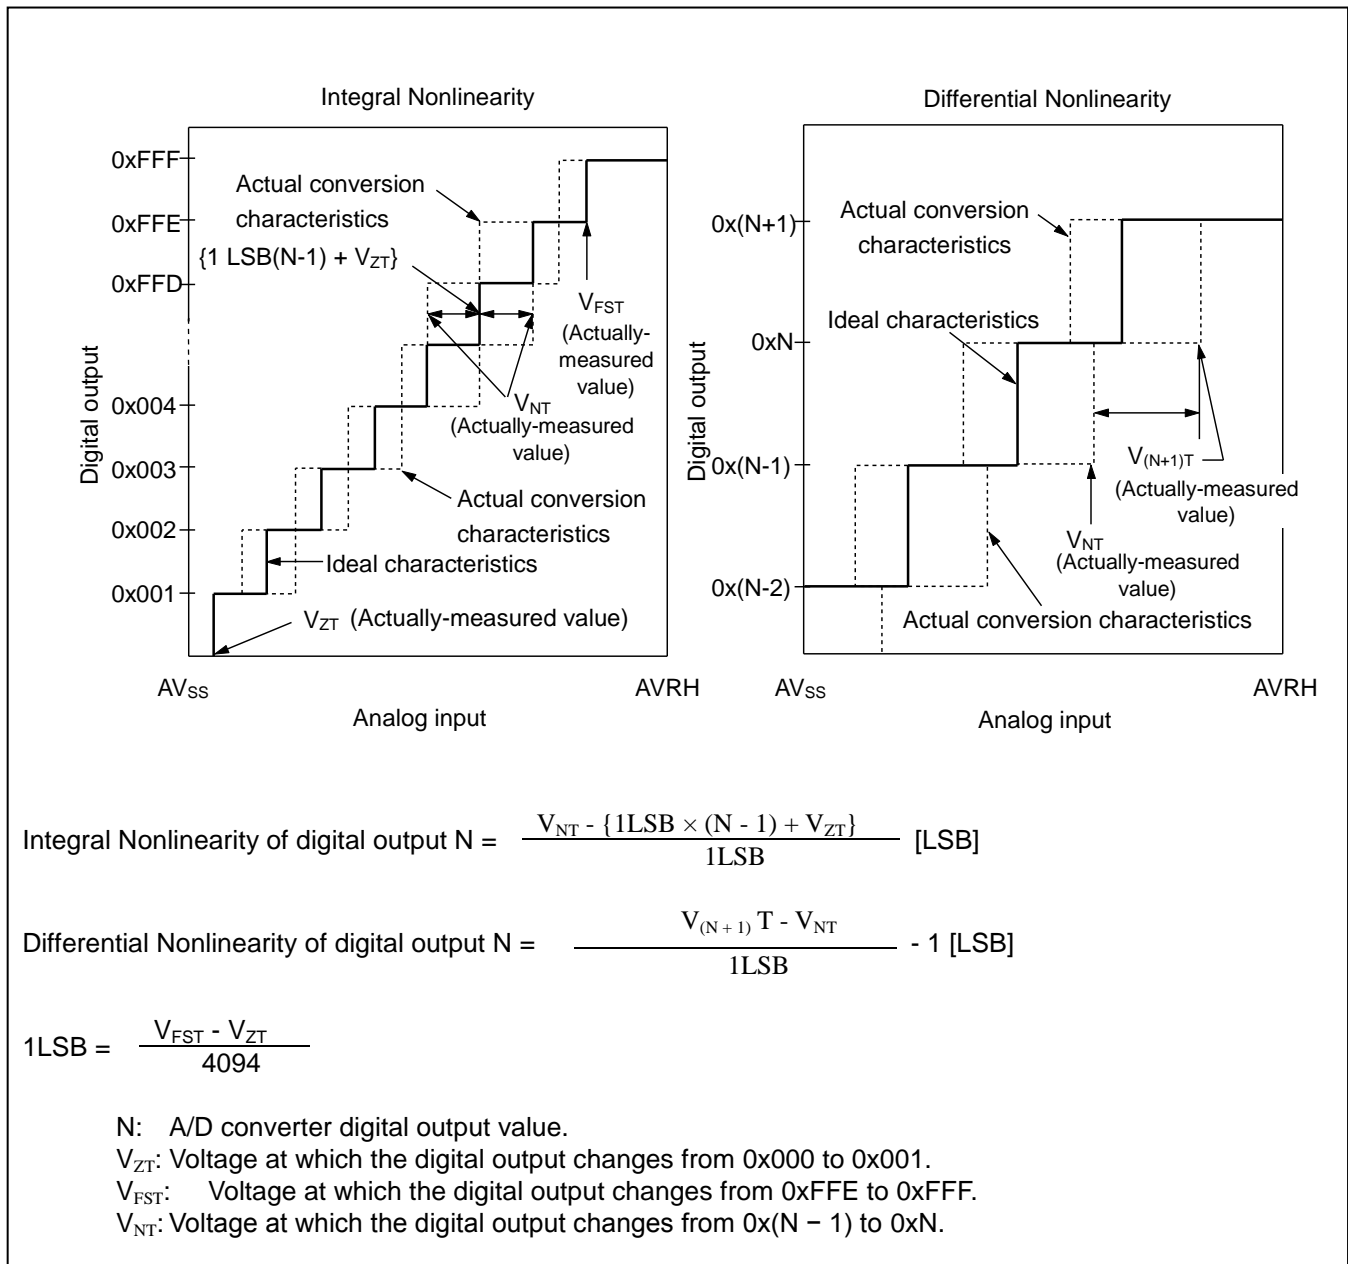 Integral Nonlinearity
0xFFF
0xFFE
0xFFD
0x004
0x003
0x002
0x001
Digital output
Actual conversion
characteristics
{1 LSB(N-1) + VZT}
VFST
(Actually-
measured
value)
VNT
(Actually-measured
value)
Actual conversion
characteristics
Ideal characteristics
VZT (Actually-measured value)
AVSS
AVRH
Analog input
Differential Nonlinearity
0x(N+1)
0xN
0x(N-1)
0x(N-2)
Digital output
Actual conversion
characteristics
Ideal characteristics
V(N+1)T
(Actually-measured
value)
VNT
(Actually-measured
value)
Actual conversion characteristics
AVSS
AVRH
Analog input
Integral Nonlinearity of digital output N = VNT - {1LSB × (N - 1) + VZT} / 1LSB [LSB]
Differential Nonlinearity of digital output N = V(N + 1) T - VNT / 1LSB - 1 [LSB]
1LSB = VFST - VZT / 4094
N: A/D converter digital output value.
VZT: Voltage at which the digital output changes from 0x000 to 0x001.
VFST: Voltage at which the digital output changes from 0xFFE to 0xFFF.
VNT: Voltage at which the digital output changes from 0x(N − 1) to 0xN.